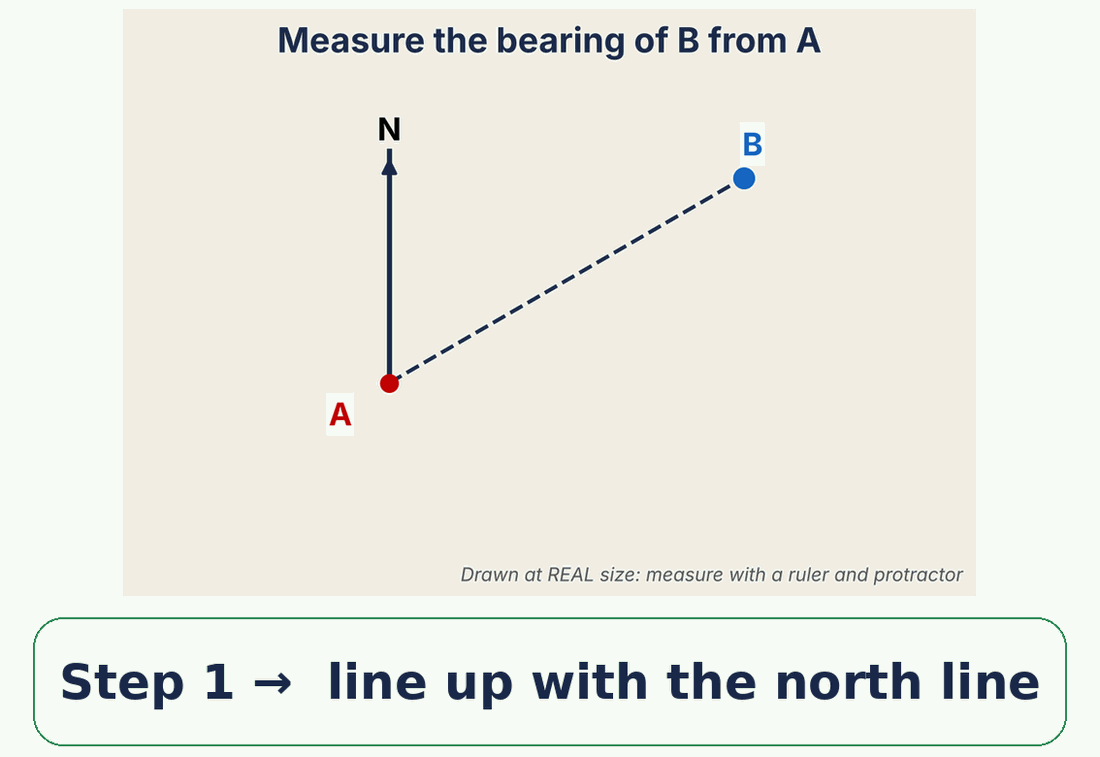 Measure the bearing of B from A
N
B
A
Drawn at REAL size: measure with a ruler and protractor
Step 1 → line up with the north line